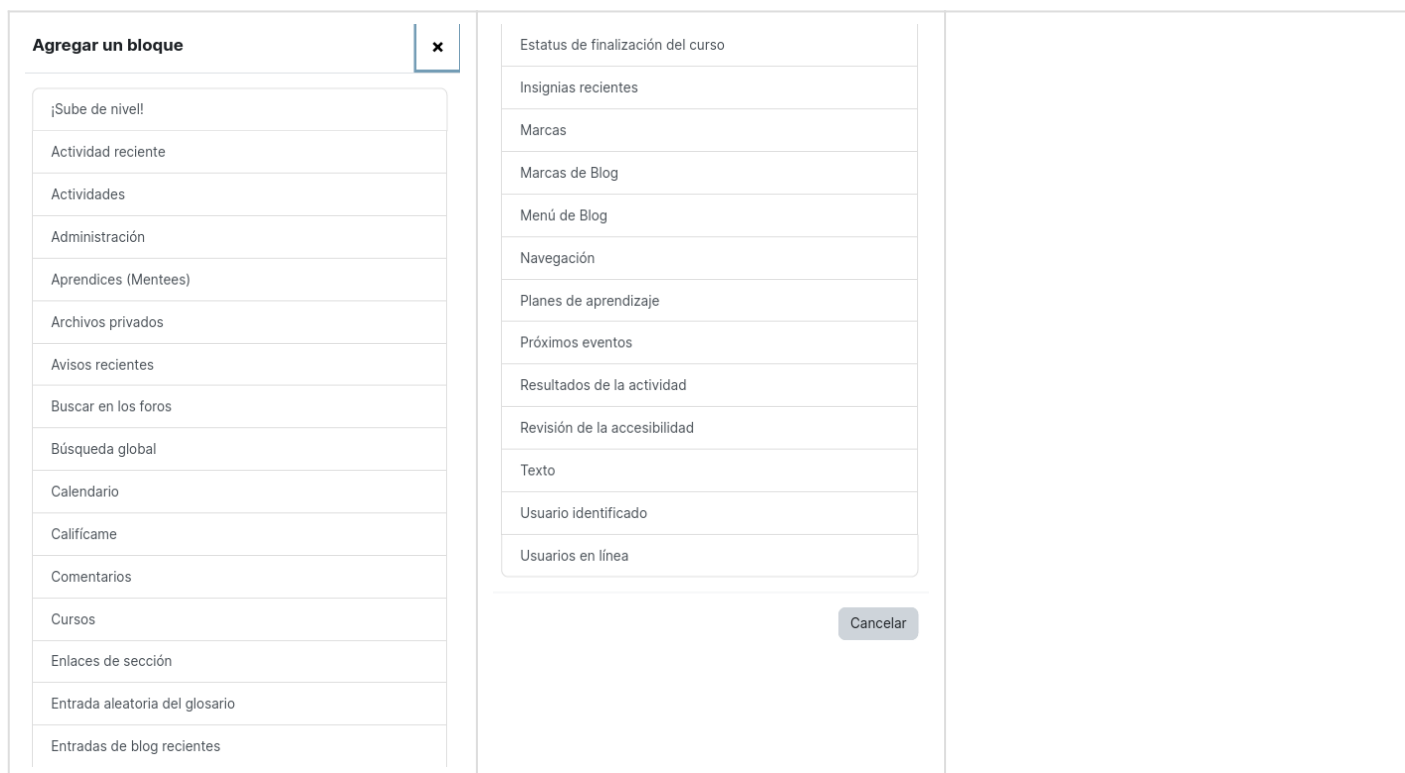 Agregar un bloque
×
¡Sube de nivel!
Actividad reciente
Actividades
Administración
Aprendices (Mentees)
Archivos privados
Avisos recientes
Buscar en los foros
Búsqueda global
Calendario
Califícame
Comentarios
Cursos
Enlaces de sección
Entrada aleatoria del glosario
Entradas de blog recientes
Estatus de finalización del curso
Insignias recientes
Marcas
Marcas de Blog
Menú de Blog
Navegación
Planes de aprendizaje
Próximos eventos
Resultados de la actividad
Revisión de la accesibilidad
Texto
Usuario identificado
Usuarios en línea
Cancelar